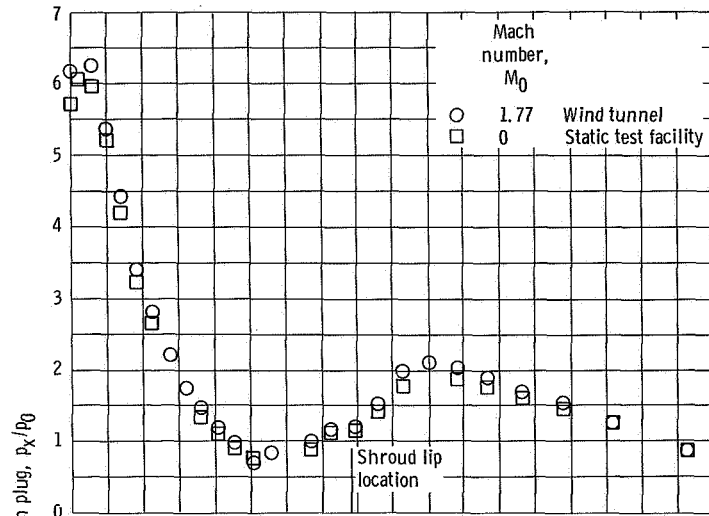 7
6
5
4
3
2
1
0
plug, pₓ/p₀
Mach
number,
M₀
○ 1.77 Wind tunnel
□ 0 Static test facility
Shroud lip
location